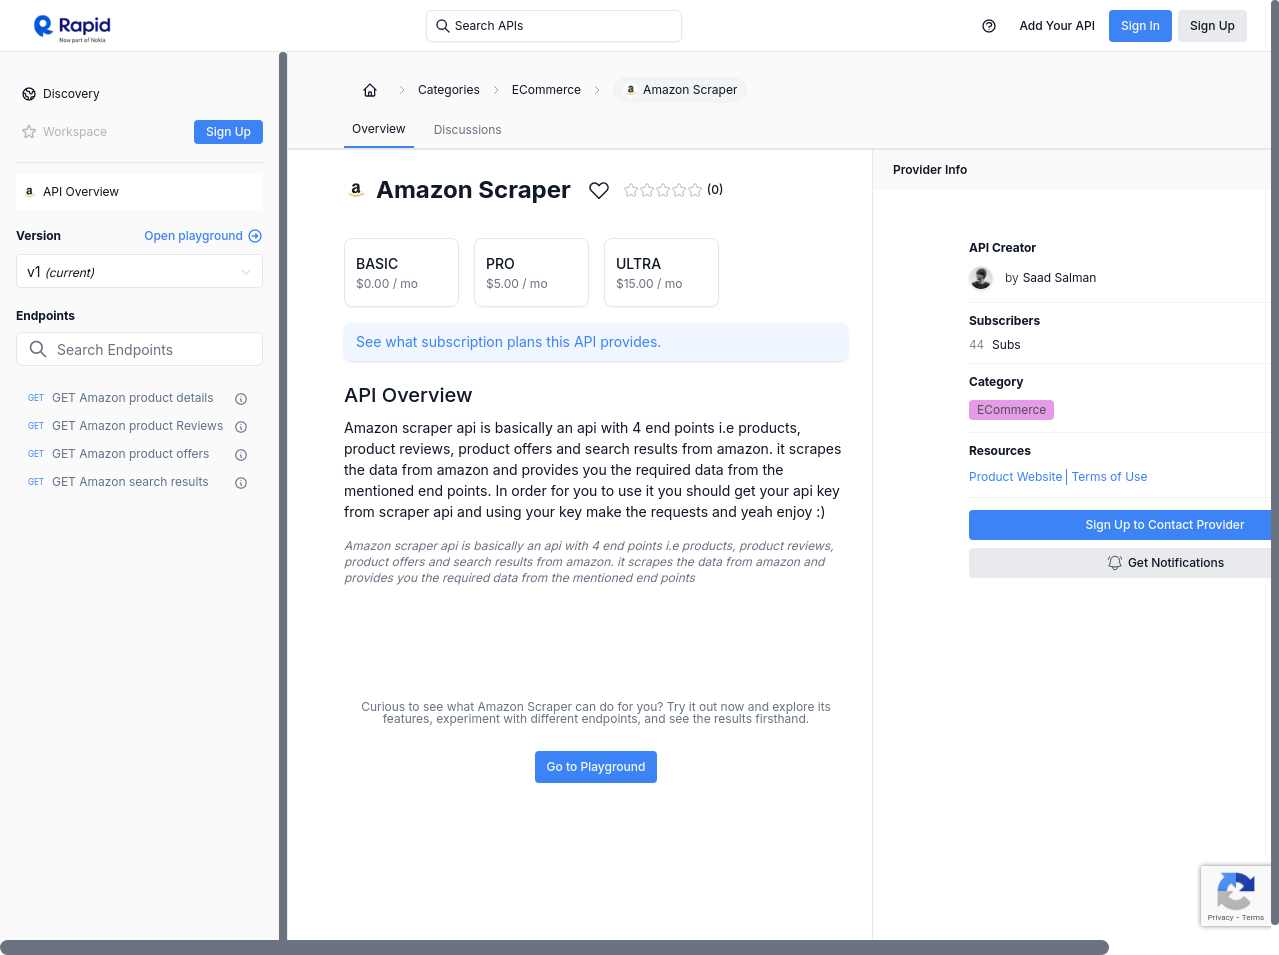 Rapid
Now part of Nokia
Search APIs
Add Your API
Sign In
Sign Up
Discovery
Workspace
Sign Up
API Overview
Version
Open playground
v1 (current)
Endpoints
Search Endpoints
GET GET Amazon product details
GET GET Amazon product Reviews
GET GET Amazon product offers
GET GET Amazon search results
Categories
ECommerce
Amazon Scraper
Overview
Discussions
Amazon Scraper
(0)
BASIC
$0.00 / mo
PRO
$5.00 / mo
ULTRA
$15.00 / mo
See what subscription plans this API provides.
API Overview
Amazon scraper api is basically an api with 4 end points i.e products,
product reviews, product offers and search results from amazon. it scrapes
the data from amazon and provides you the required data from the
mentioned end points. In order for you to use it you should get your api key
from scraper api and using your key make the requests and yeah enjoy :)
Amazon scraper api is basically an api with 4 end points i.e products, product reviews,
product offers and search results from amazon. it scrapes the data from amazon and
provides you the required data from the mentioned end points
Curious to see what Amazon Scraper can do for you? Try it out now and explore its
features, experiment with different endpoints, and see the results firsthand.
Go to Playground
Provider Info
API Creator
by Saad Salman
Subscribers
44 Subs
Category
ECommerce
Resources
Product Website | Terms of Use
Sign Up to Contact Provider
Get Notifications
Privacy - Terms